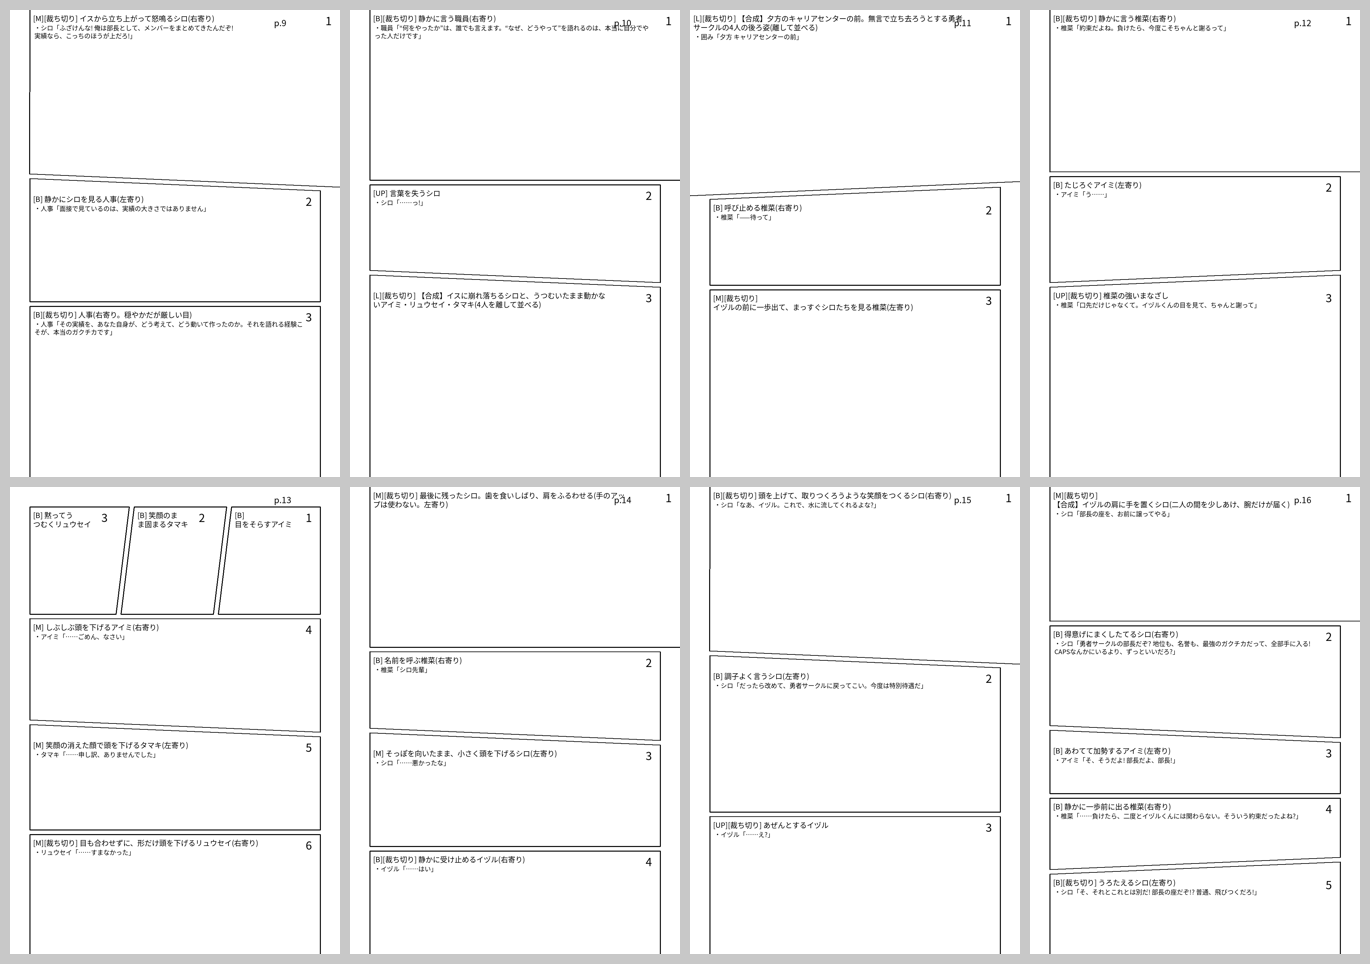 p.9
1
[M][裁ち切り] イスから立ち上がって怒鳴るシロ(右寄り)
・シロ「ふざけんな! 俺は部長として、メンバーをまとめてきたんだぞ!
実績なら、こっちのほうが上だろ!」
2
[B] 静かにシロを見る人事(左寄り)
・人事「面接で見ているのは、実績の大きさではありません」
3
[B][裁ち切り] 人事(右寄り。穏やかだが厳しい目)
・人事「その実績を、あなた自身が、どう考えて、どう動いて作ったのか。それを語れる経験こ
そが、本当のガクチカです」
p.10
1
[B][裁ち切り] 静かに言う職員(右寄り)
・職員「“何をやったか”は、誰でも言えます。“なぜ、どうやって”を語れるのは、本当に自分でや
った人だけです」
2
[UP] 言葉を失うシロ
・シロ「……っ!」
3
[L][裁ち切り] 【合成】イスに崩れ落ちるシロと、うつむいたまま動かな
いアイミ・リュウセイ・タマキ(4人を離して並べる)
p.11
1
[L][裁ち切り] 【合成】夕方のキャリアセンターの前。無言で立ち去ろうとする勇者
サークルの4人の後ろ姿(離して並べる)
・囲み「夕方 キャリアセンターの前」
2
[B] 呼び止める椎菜(右寄り)
・椎菜「——待って」
3
[M][裁ち切り]
イヅルの前に一歩出て、まっすぐシロたちを見る椎菜(左寄り)
p.12
1
[B][裁ち切り] 静かに言う椎菜(右寄り)
・椎菜「約束だよね。負けたら、今度こそちゃんと謝るって」
2
[B] たじろぐアイミ(左寄り)
・アイミ「う……」
3
[UP][裁ち切り] 椎菜の強いまなざし
・椎菜「口先だけじゃなくて。イヅルくんの目を見て、ちゃんと謝って」
p.13
1
[B]
目をそらすアイミ
2
[B] 笑顔のま
ま固まるタマキ
3
[B] 黙ってう
つむくリュウセイ
4
[M] しぶしぶ頭を下げるアイミ(右寄り)
・アイミ「……ごめん、なさい」
5
[M] 笑顔の消えた顔で頭を下げるタマキ(左寄り)
・タマキ「……申し訳、ありませんでした」
6
[M][裁ち切り] 目も合わせずに、形だけ頭を下げるリュウセイ(右寄り)
・リュウセイ「……すまなかった」
p.14
1
[M][裁ち切り] 最後に残ったシロ。歯を食いしばり、肩をふるわせる(手のアッ
プは使わない。左寄り)
2
[B] 名前を呼ぶ椎菜(右寄り)
・椎菜「シロ先輩」
3
[M] そっぽを向いたまま、小さく頭を下げるシロ(左寄り)
・シロ「……悪かったな」
4
[B][裁ち切り] 静かに受け止めるイヅル(右寄り)
・イヅル「……はい」
p.15
1
[B][裁ち切り] 頭を上げて、取りつくろうような笑顔をつくるシロ(右寄り)
・シロ「なあ、イヅル。これで、水に流してくれるよな?」
2
[B] 調子よく言うシロ(左寄り)
・シロ「だったら改めて、勇者サークルに戻ってこい。今度は特別待遇だ」
3
[UP][裁ち切り] あぜんとするイヅル
・イヅル「……え?」
p.16
1
[M][裁ち切り]
【合成】イヅルの肩に手を置くシロ(二人の間を少しあけ、腕だけが届く)
・シロ「部長の座を、お前に譲ってやる」
2
[B] 得意げにまくしたてるシロ(右寄り)
・シロ「勇者サークルの部長だぞ? 地位も、名誉も、最強のガクチカだって、全部手に入る!
CAPSなんかにいるより、ずっといいだろ?」
3
[B] あわてて加勢するアイミ(左寄り)
・アイミ「そ、そうだよ! 部長だよ、部長!」
4
[B] 静かに一歩前に出る椎菜(右寄り)
・椎菜「……負けたら、二度とイヅルくんには関わらない。そういう約束だったよね?」
5
[B][裁ち切り] うろたえるシロ(左寄り)
・シロ「そ、それとこれとは別だ! 部長の座だぞ!? 普通、飛びつくだろ!」